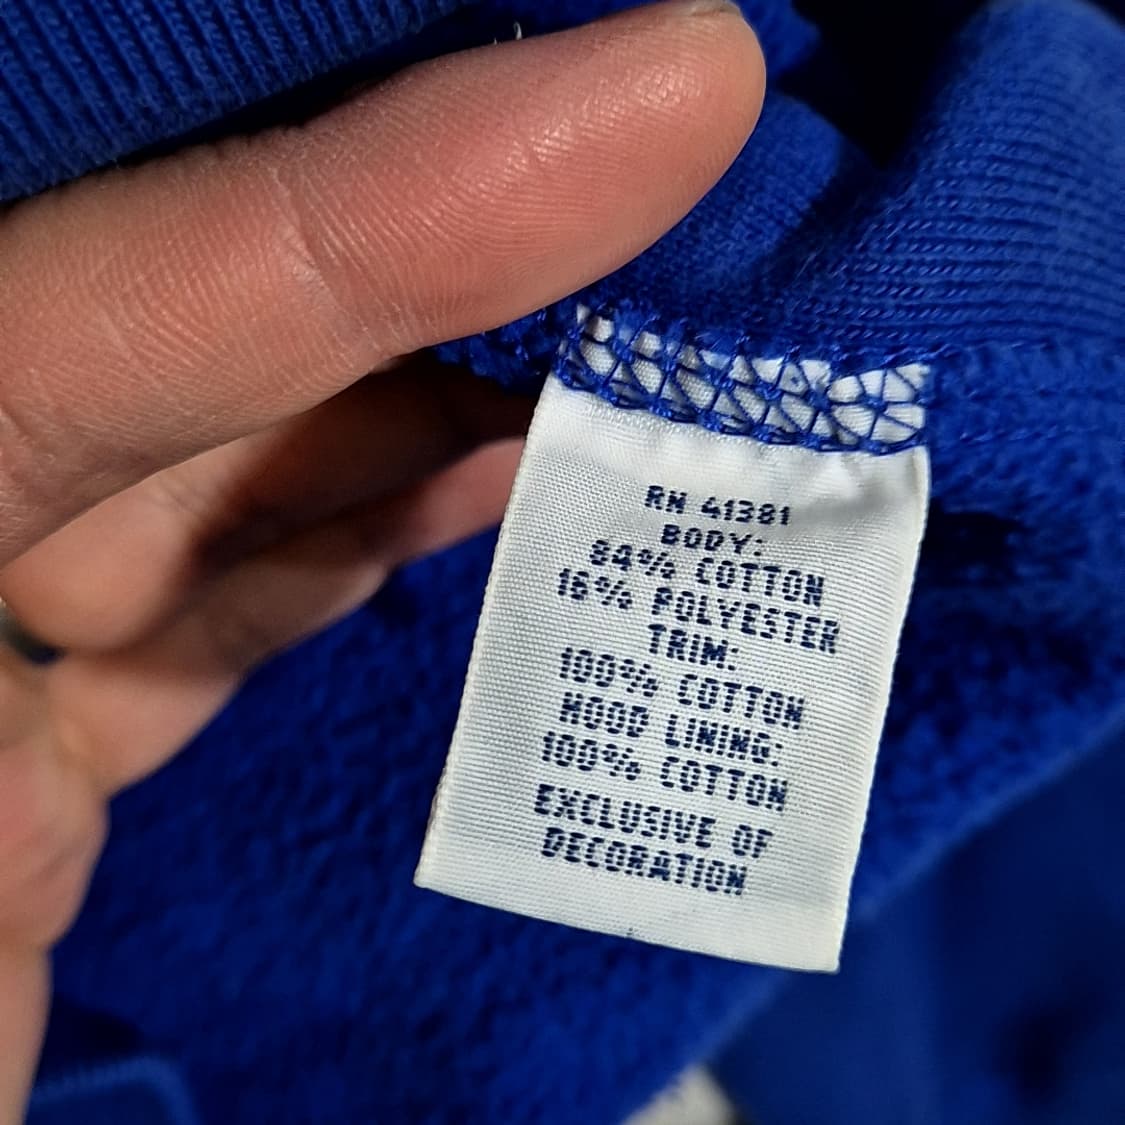 RN 41381
BODY:
84% COTTON
16% POLYESTER
TRIM:
100% COTTON
HOOD LINING:
100% COTTON
EXCLUSIVE OF
DECORATION